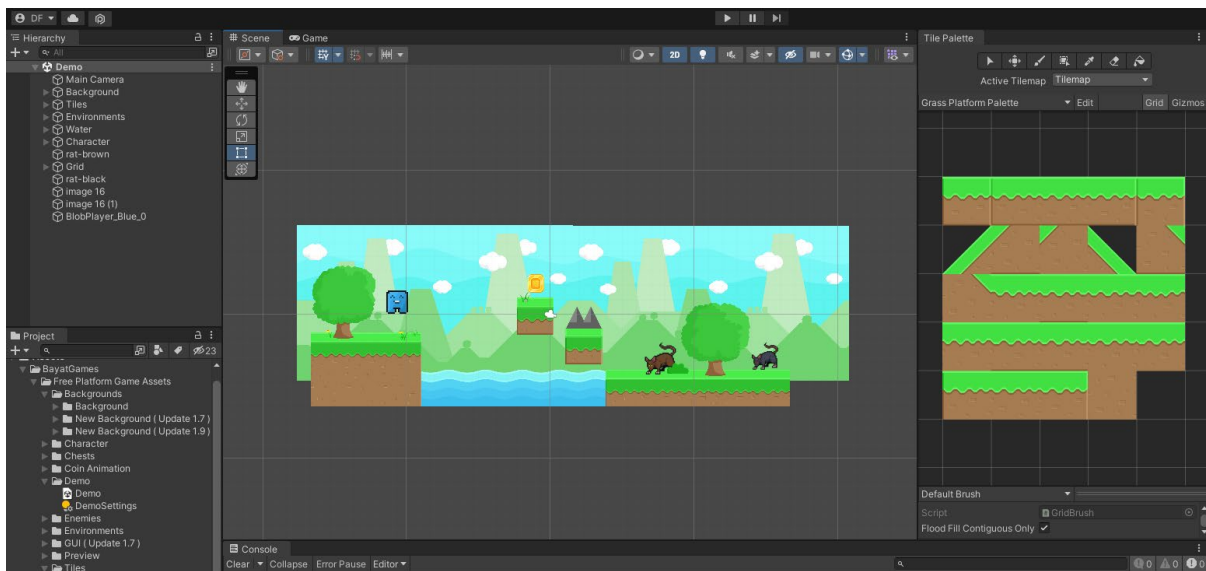 DF
Hierarchy
All
Demo
Main Camera
Background
Tiles
Environments
Water
Character
rat-brown
Grid
rat-black
image 16
image 16 (1)
BlobPlayer_Blue_0
Project
23
Assets
BayatGames
Free Platform Game Assets
Backgrounds
Background
New Background ( Update 1.7 )
New Background ( Update 1.9 )
Character
Chests
Coin Animation
Demo
Demo
DemoSettings
Enemies
Environments
GUI ( Update 1.7 )
Preview
Tiles
Scene Game
2D
Console
Clear Collapse Error Pause Editor
0 0 0
Tile Palette
Active Tilemap Tilemap
Grass Platform Palette Edit Grid Gizmos
Default Brush
Script GridBrush
Flood Fill Contiguous Only